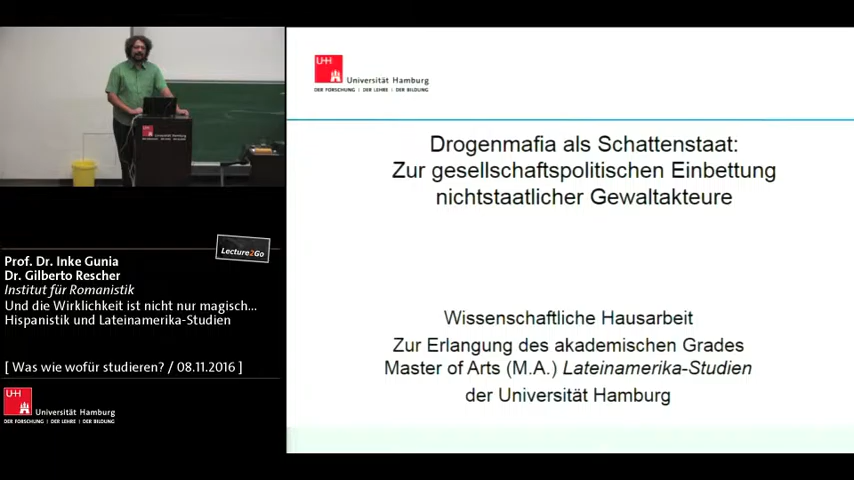 Universität Hamburg
DER FORSCHUNG | DER LEHRE | DER BILDUNG
Drogenmafia als Schattenstaat:
Zur gesellschaftspolitischen Einbettung
nichtstaatlicher Gewaltakteure
Wissenschaftliche Hausarbeit
Zur Erlangung des akademischen Grades
Master of Arts (M.A.) Lateinamerika-Studien
der Universität Hamburg
Universität Hamburg
Lecture2Go
Prof. Dr. Inke Gunia
Dr. Gilberto Rescher
Institut für Romanistik
Und die Wirklichkeit ist nicht nur magisch...
Hispanistik und Lateinamerika-Studien
[ Was wie wofür studieren? / 08.11.2016 ]
UH
Universität Hamburg
DER FORSCHUNG | DER LEHRE | DER BILDUNG